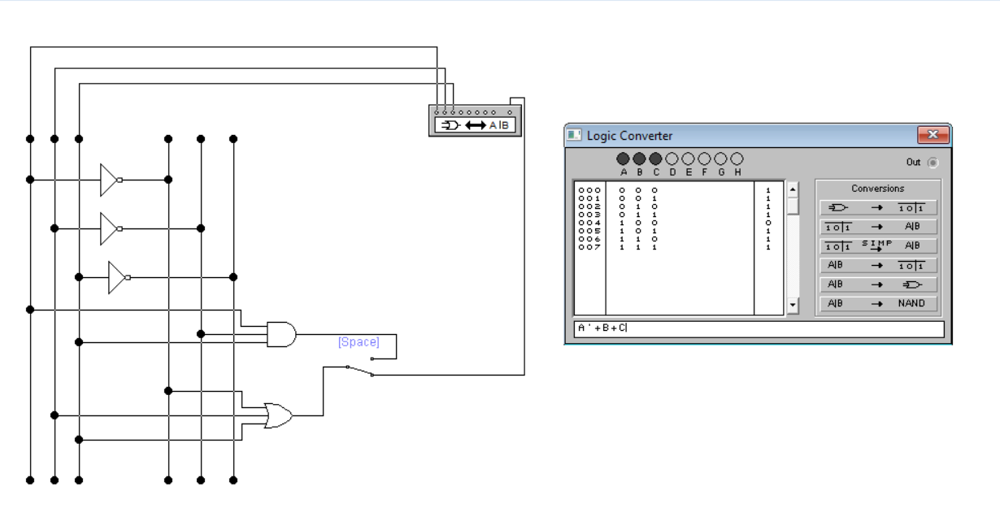 A|B
[Space]
Logic Converter
Out
A B C D E F G H
Conversions
000 0 0 0 1
001 0 0 1 1
002 0 1 0 1
003 0 1 1 1
004 1 0 0 0
005 1 0 1 1
006 1 1 0 1
007 1 1 1 1
→ 1 0 1
1 0 1 → A|B
1 0 1 SIMP → A|B
A|B → 1 0 1
A|B →
A|B → NAND
A'+B+C